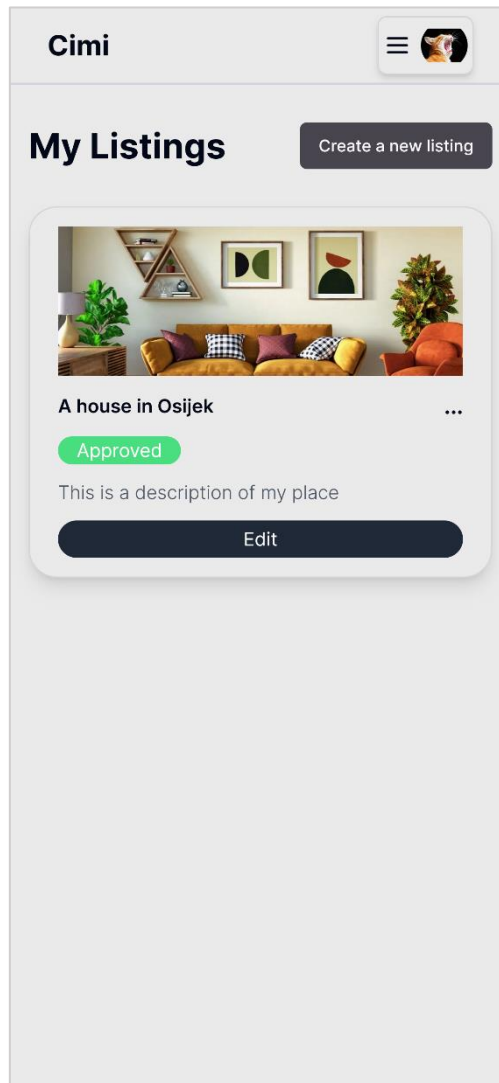 Cimi
My Listings
Create a new listing
A house in Osijek
...
Approved
This is a description of my place
Edit